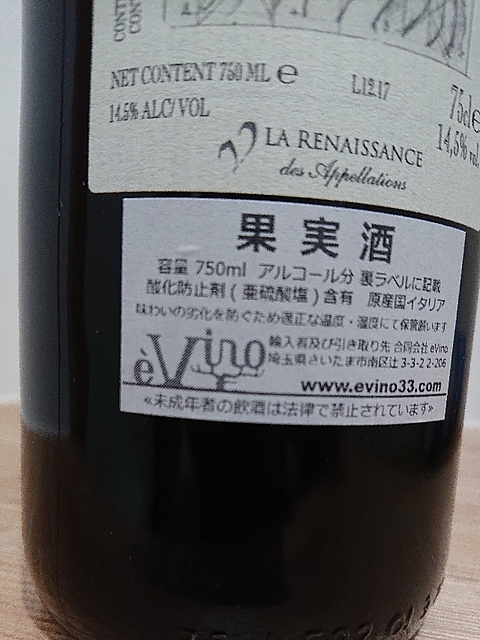 CONT
CONT
NET CONTENT 750 ML e
L12.17
75cl e
14.5% ALC/ VOL
14,5% vol.
LA RENAISSANCE
des Appellations
果実酒
容量 750ml アルコール分 裏ラベルに記載
酸化防止剤 ( 亜硫酸塩 ) 含有 原産国イタリア
味わいの劣化を防ぐため適正な温度・湿度にて保管願います
èVino
輸入者及び引き取り先 合同会社 eVino
埼玉県さいたま市南区辻 3-3-2 2-206
www.evino33.com
«未成年者の飲酒は法律で禁止されています»